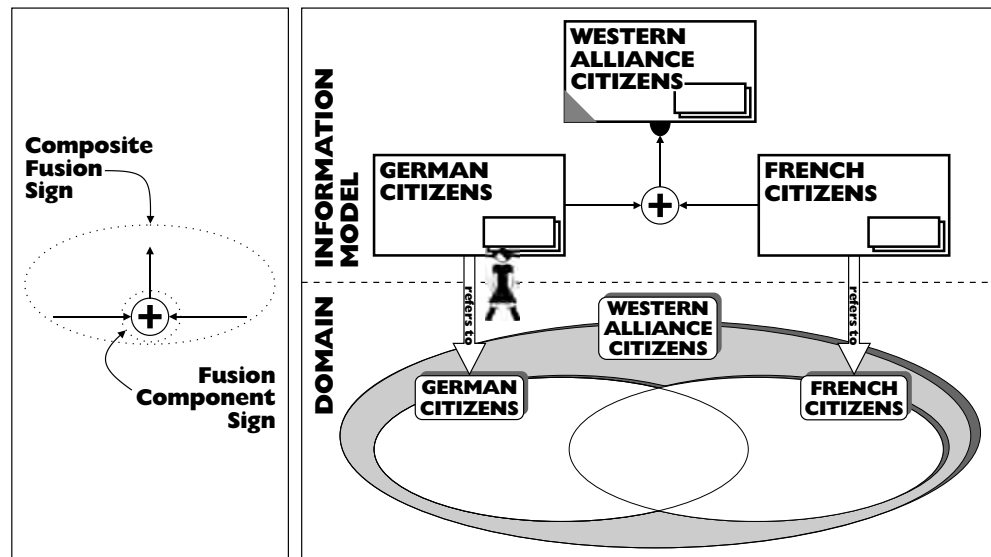 Composite
Fusion
Sign
+
Fusion
Component
Sign
INFORMATION
MODEL
WESTERN
ALLIANCE
CITIZENS
GERMAN
CITIZENS
+
FRENCH
CITIZENS
DOMAIN
refers to
refers to
WESTERN
ALLIANCE
CITIZENS
GERMAN
CITIZENS
FRENCH
CITIZENS